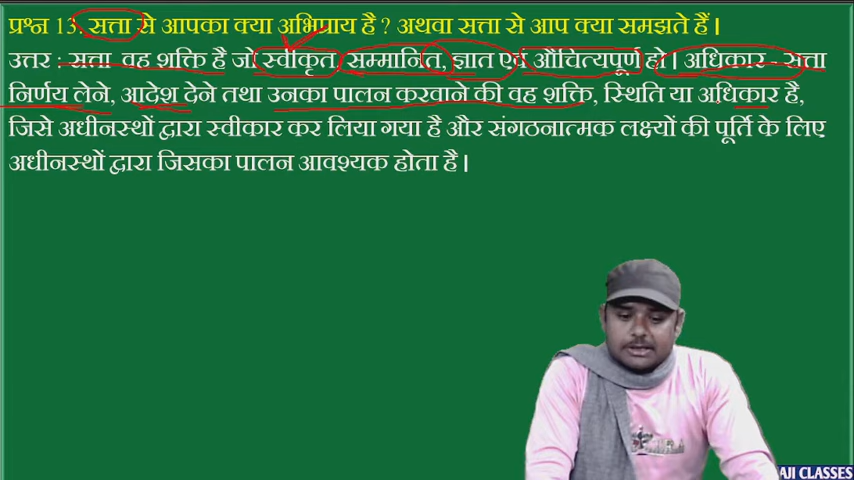 प्रश्न 13. सत्ता से आपका क्या अभिप्राय है ? अथवा सत्ता से आप क्या समझते हैं ।
उत्तर : सत्ता वह शक्ति है जो स्वीकृत, सम्मानित, ज्ञात एवं औचित्यपूर्ण हो । अधिकार - सत्ता
निर्णय लेने, आदेश देने तथा उनका पालन करवाने की वह शक्ति, स्थिति या अधिकार है,
जिसे अधीनस्थों द्वारा स्वीकार कर लिया गया है और संगठनात्मक लक्ष्यों की पूर्ति के लिए
अधीनस्थों द्वारा जिसका पालन आवश्यक होता है ।
AJI CLASSES